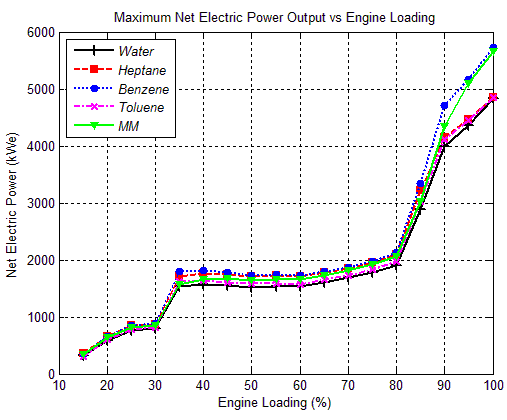 Maximum Net Electric Power Output vs Engine Loading
Net Electric Power (kWe)
6000
5000
4000
3000
2000
1000
0
Water
Heptane
Benzene
Toluene
MM
10 20 30 40 50 60 70 80 90 100
Engine Loading (%)